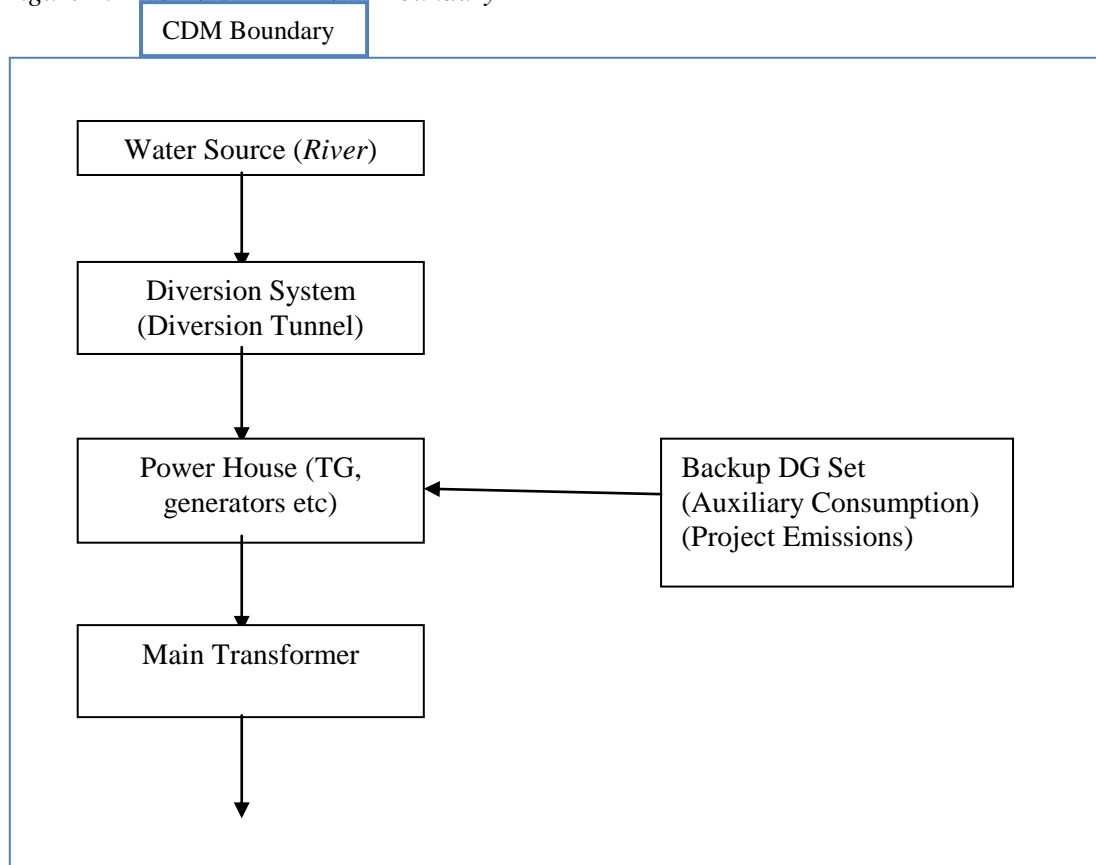 CDM Boundary
Water Source (River)
Diversion System
(Diversion Tunnel)
Power House (TG,
generators etc)
Backup DG Set
(Auxiliary Consumption)
(Project Emissions)
Main Transformer